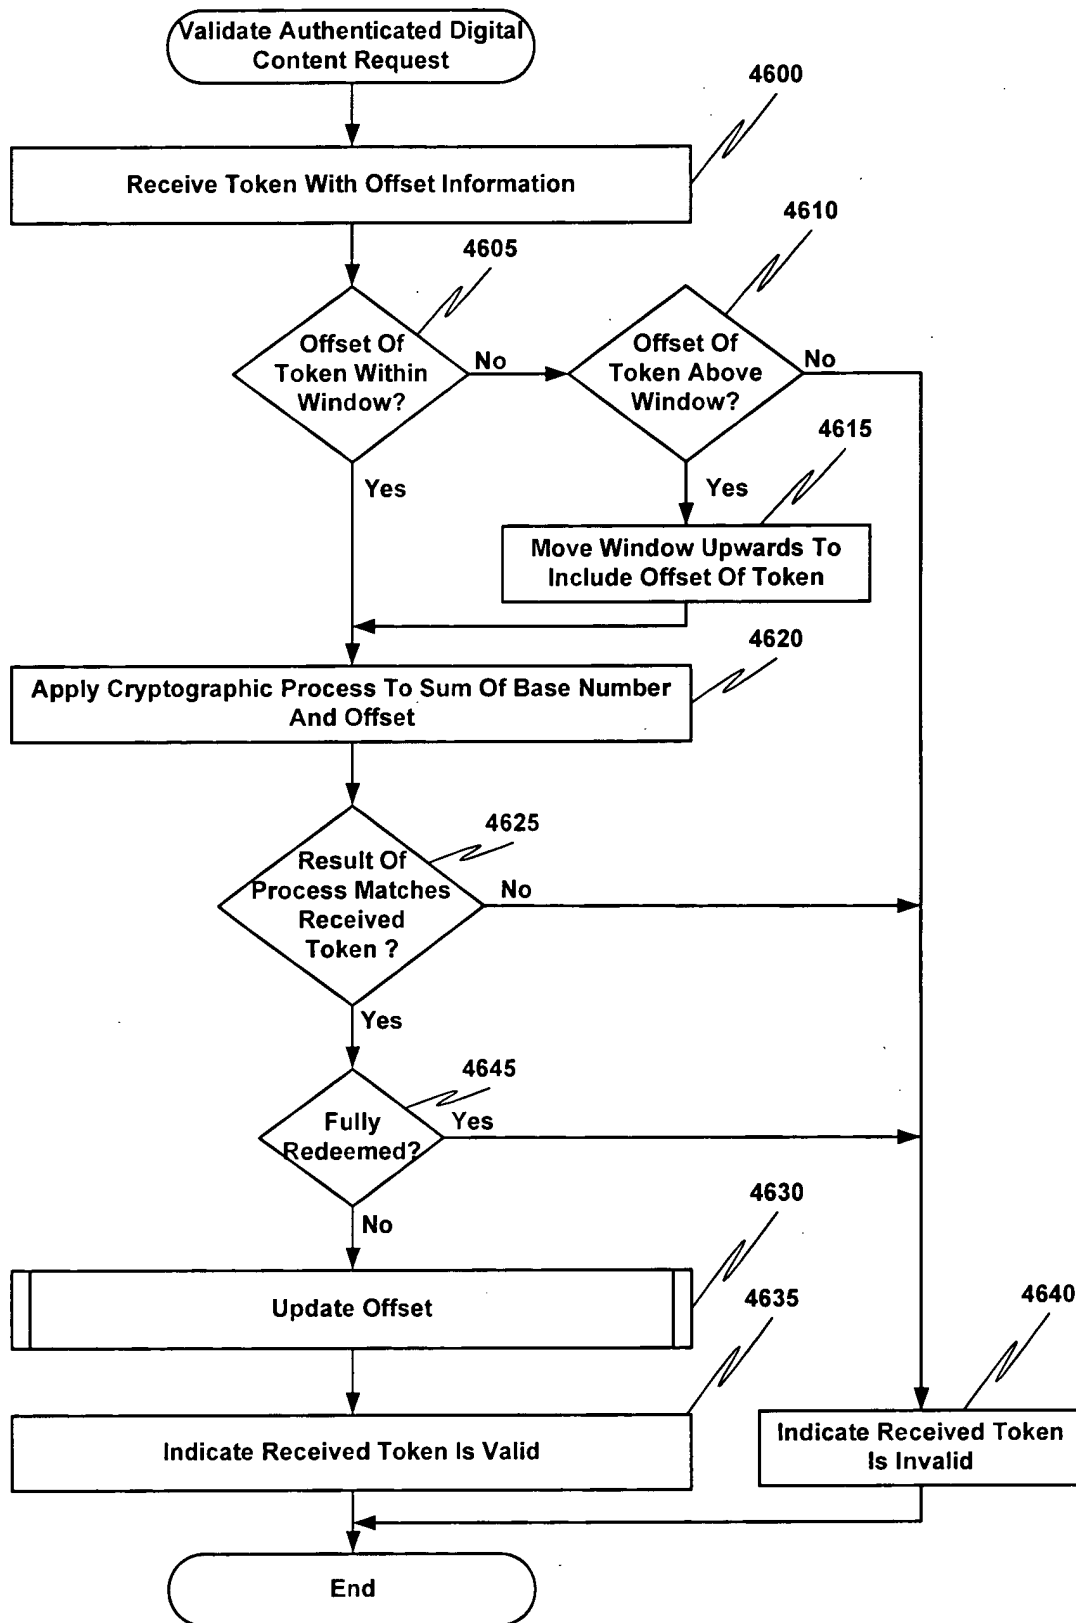 Validate Authenticated Digital
Content Request
4600
Receive Token With Offset Information
4605
4610
Offset Of
Token Within
Window?
No
Offset Of
Token Above
Window?
No
Yes
Yes
4615
Move Window Upwards To
Include Offset Of Token
4620
Apply Cryptographic Process To Sum Of Base Number
And Offset
4625
Result Of
Process Matches
Received
Token ?
No
Yes
4645
Fully
Redeemed?
Yes
No
4630
Update Offset
4635
4640
Indicate Received Token Is Valid
Indicate Received Token
Is Invalid
End